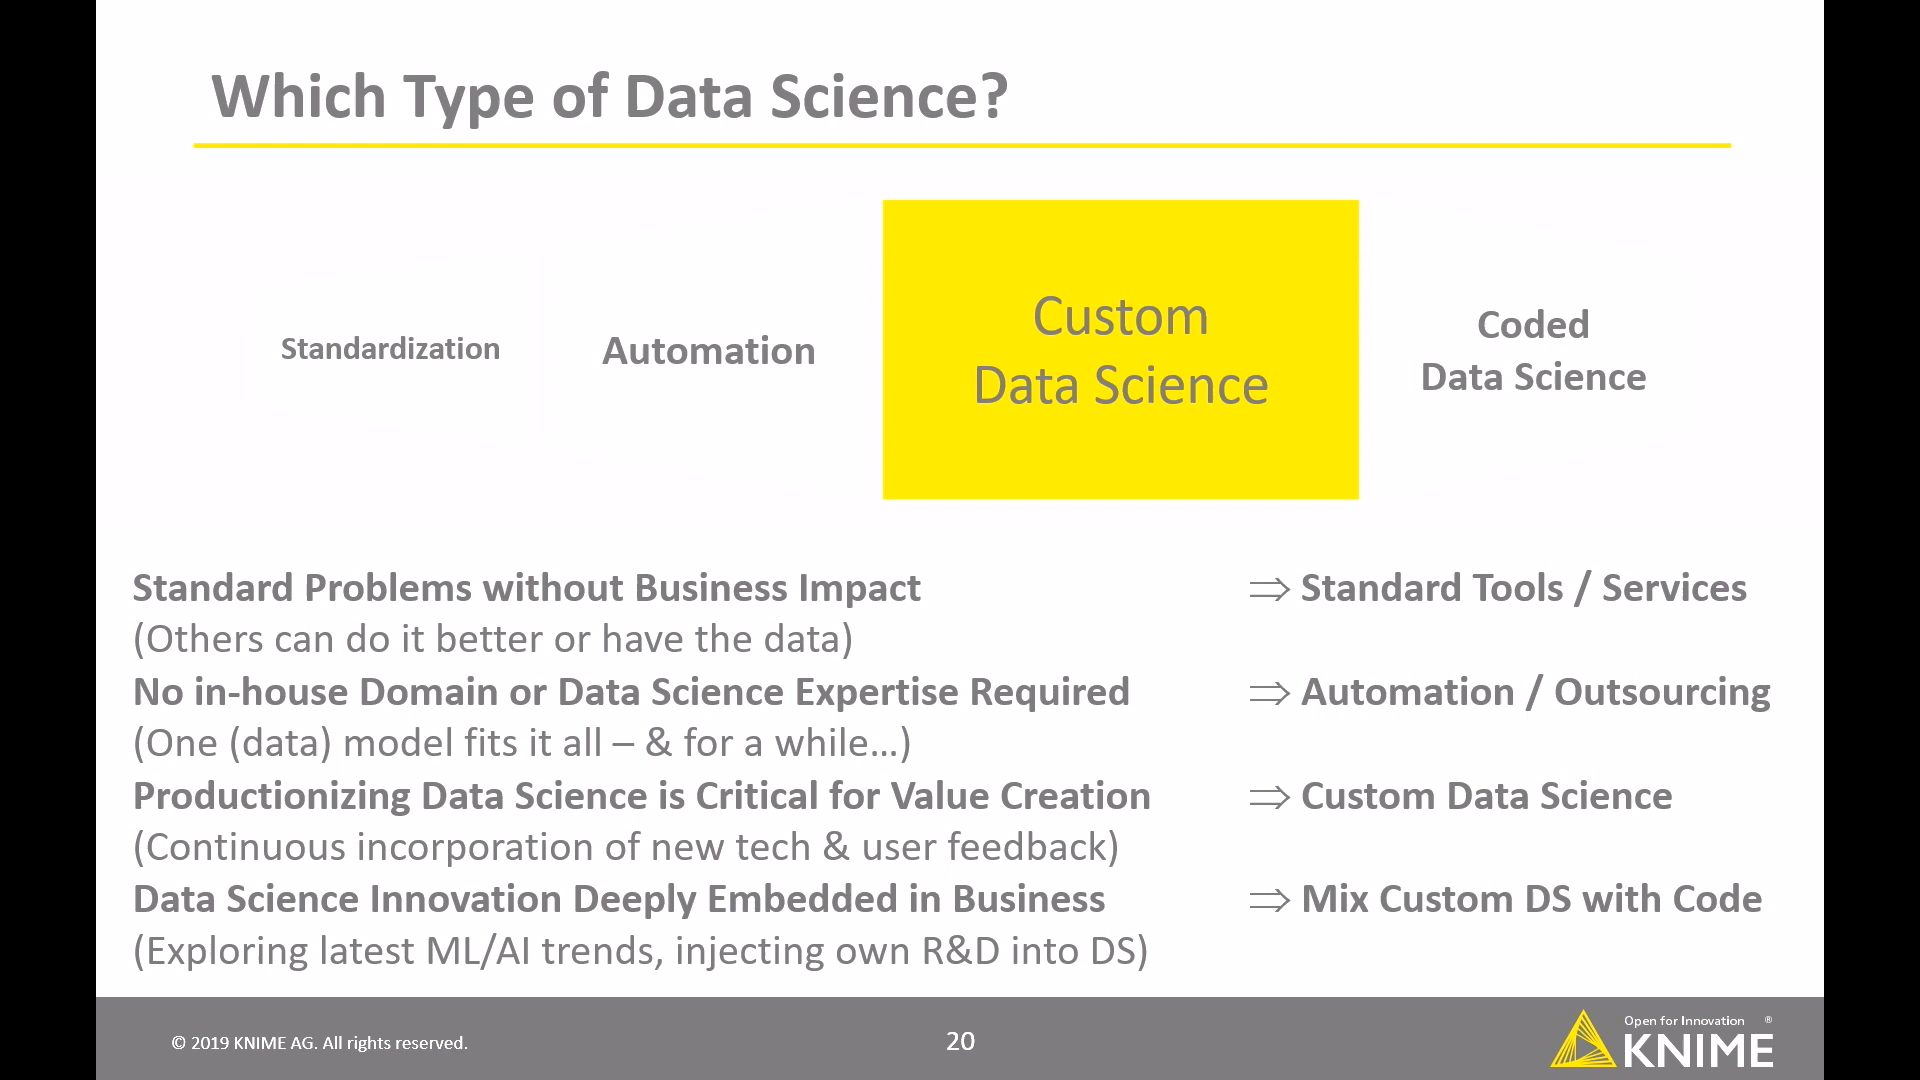 Which Type of Data Science?
Standardization
Automation
Custom
Data Science
Coded
Data Science
Standard Problems without Business Impact ⇒ Standard Tools / Services
(Others can do it better or have the data)
No in-house Domain or Data Science Expertise Required ⇒ Automation / Outsourcing
(One (data) model fits it all – & for a while…)
Productionizing Data Science is Critical for Value Creation ⇒ Custom Data Science
(Continuous incorporation of new tech & user feedback)
Data Science Innovation Deeply Embedded in Business ⇒ Mix Custom DS with Code
(Exploring latest ML/AI trends, injecting own R&D into DS)
© 2019 KNIME AG. All rights reserved.
20
Open for Innovation ®
KNIME